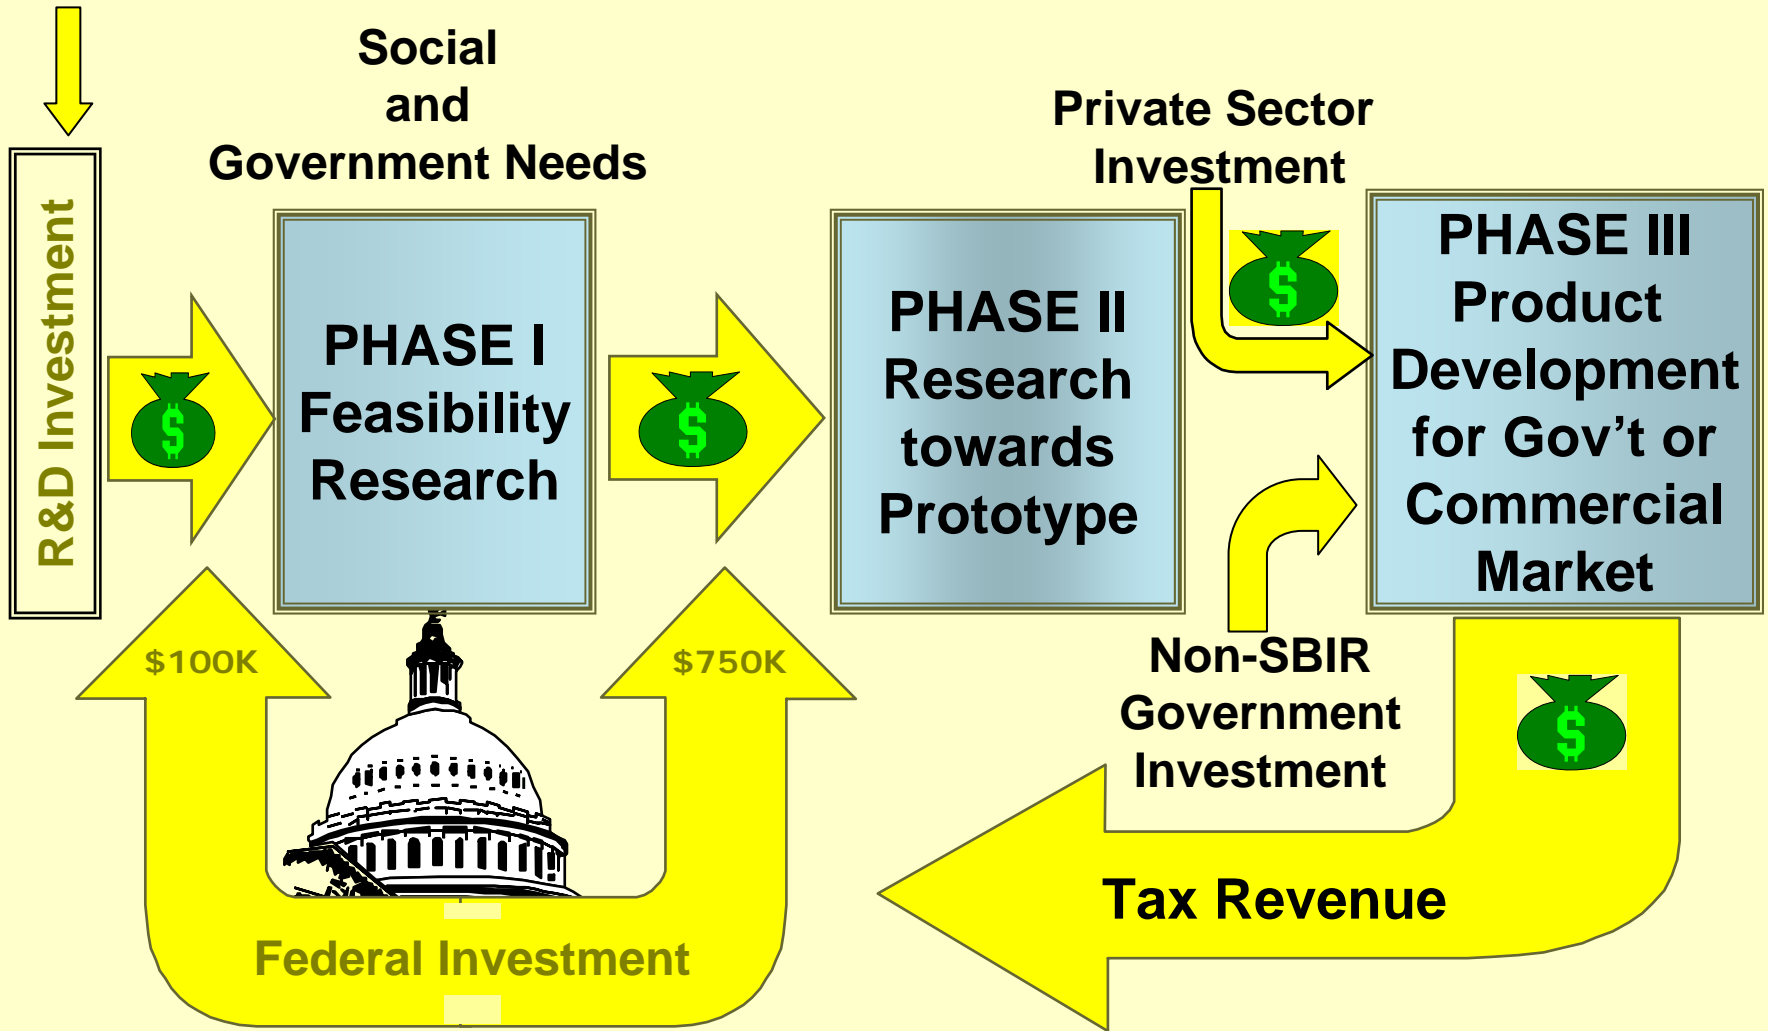 Social
and
Government Needs
Private Sector
Investment
R&D Investment
$
PHASE I
Feasibility
Research
$
PHASE II
Research
towards
Prototype
$
PHASE III
Product
Development
for Gov’t or
Commercial
Market
$100K
$750K
Non-SBIR
Government
Investment
$
Tax Revenue
Federal Investment